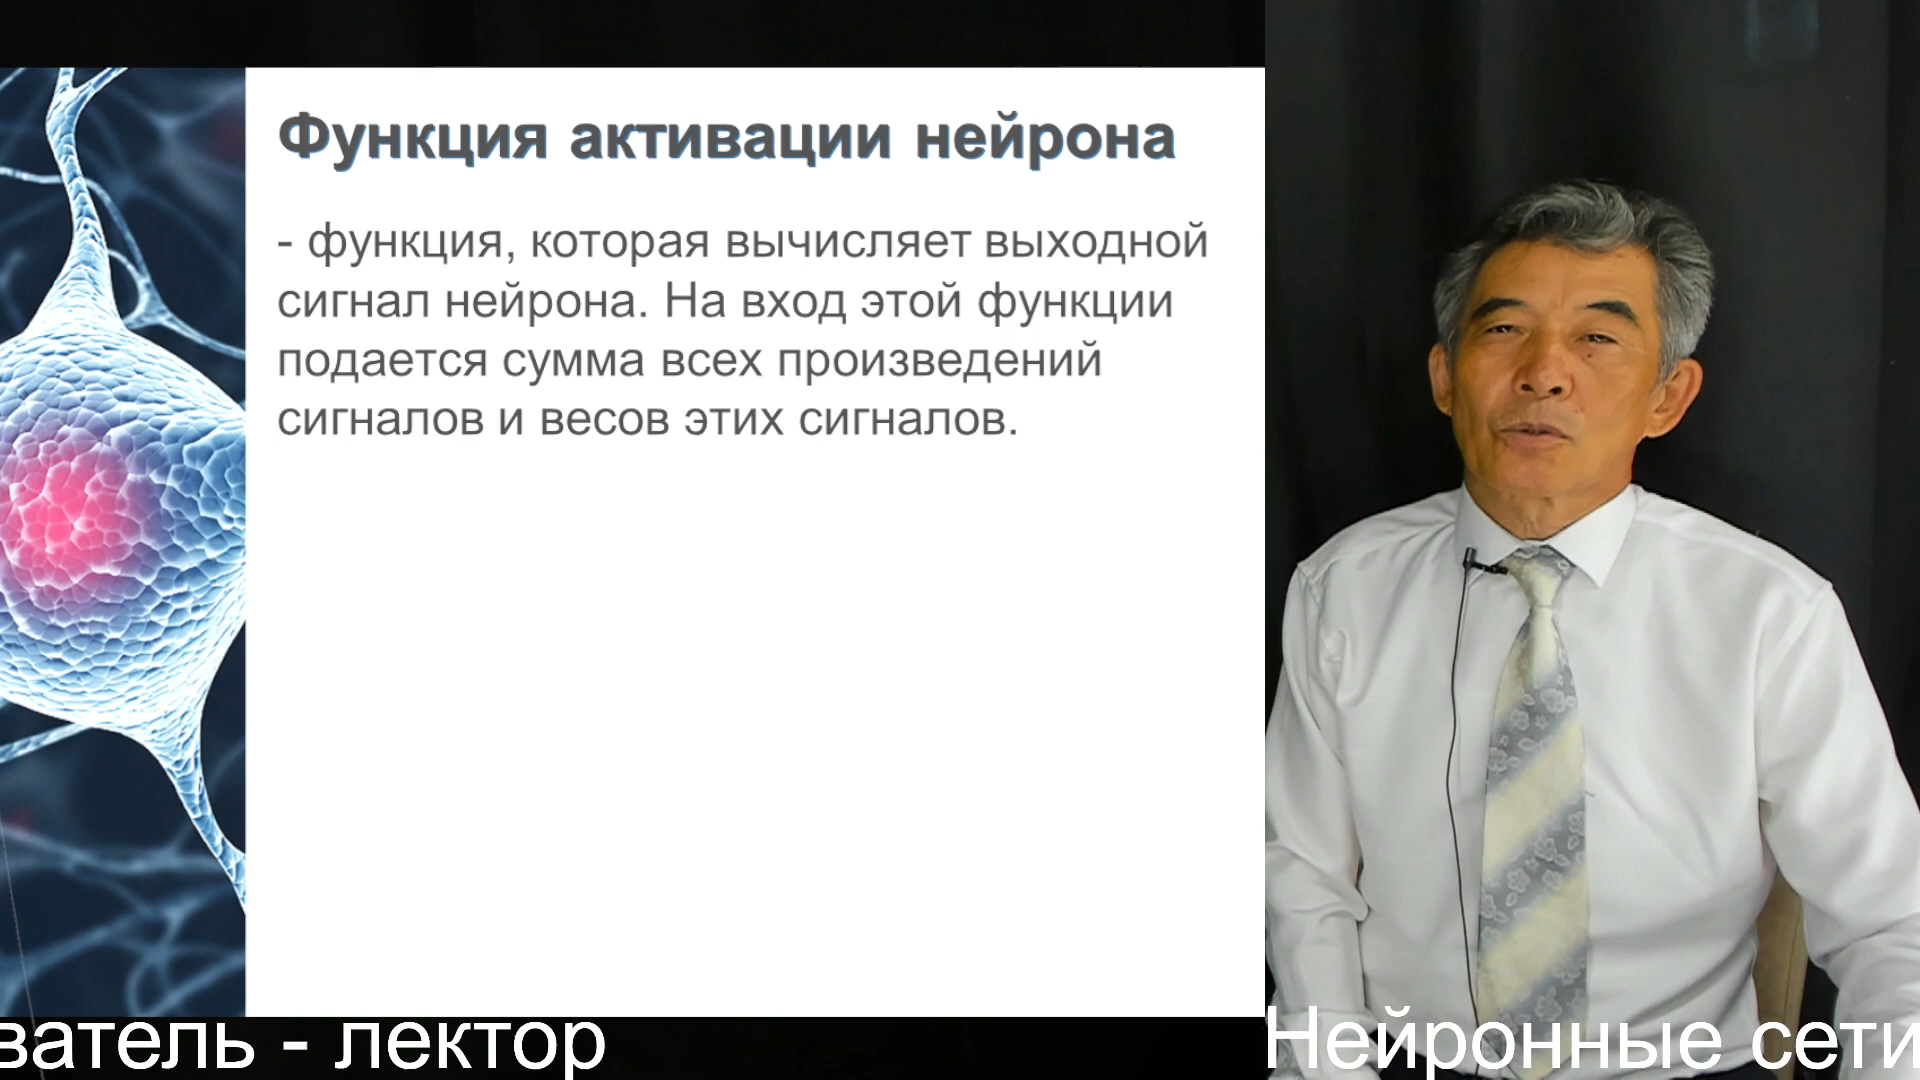 Функция активации нейрона
- функция, которая вычисляет выходной
сигнал нейрона. На вход этой функции
подается сумма всех произведений
сигналов и весов этих сигналов.
ватель - лектор
Нейронные сети